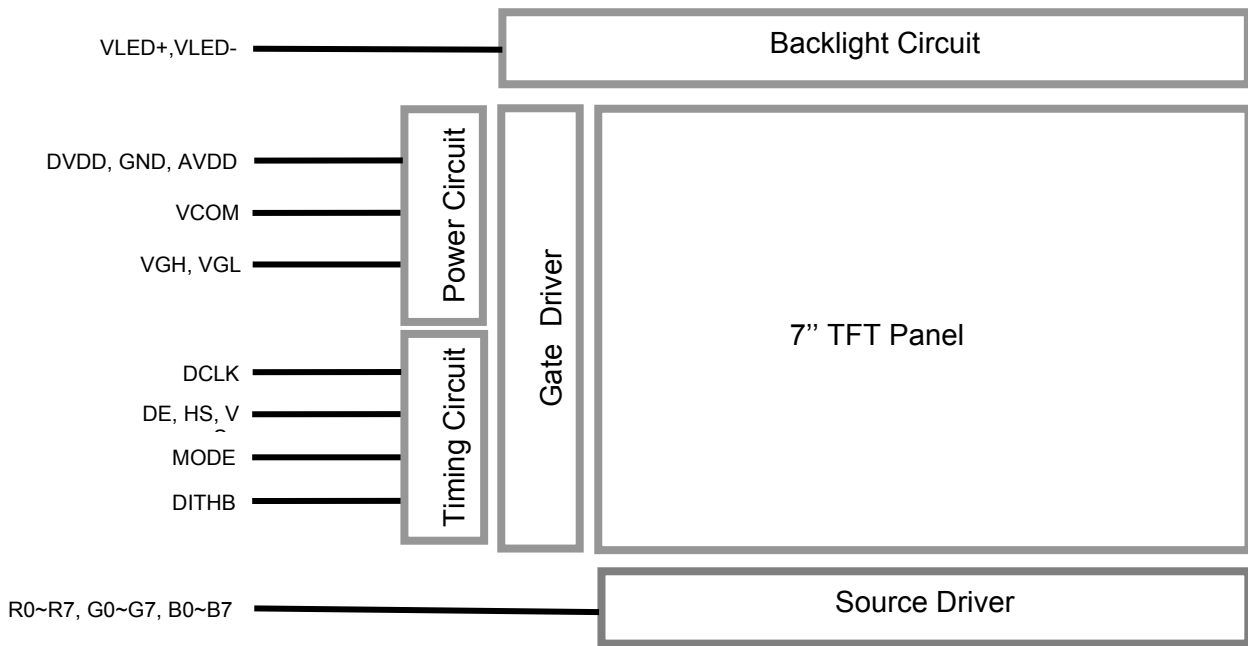 VLED+,VLED-
Backlight Circuit
DVDD, GND, AVDD
VCOM
VGH, VGL
Power Circuit
DCLK
DE, HS, V
MODE
DITHB
Timing Circuit
Gate Driver
7’’ TFT Panel
R0~R7, G0~G7, B0~B7
Source Driver